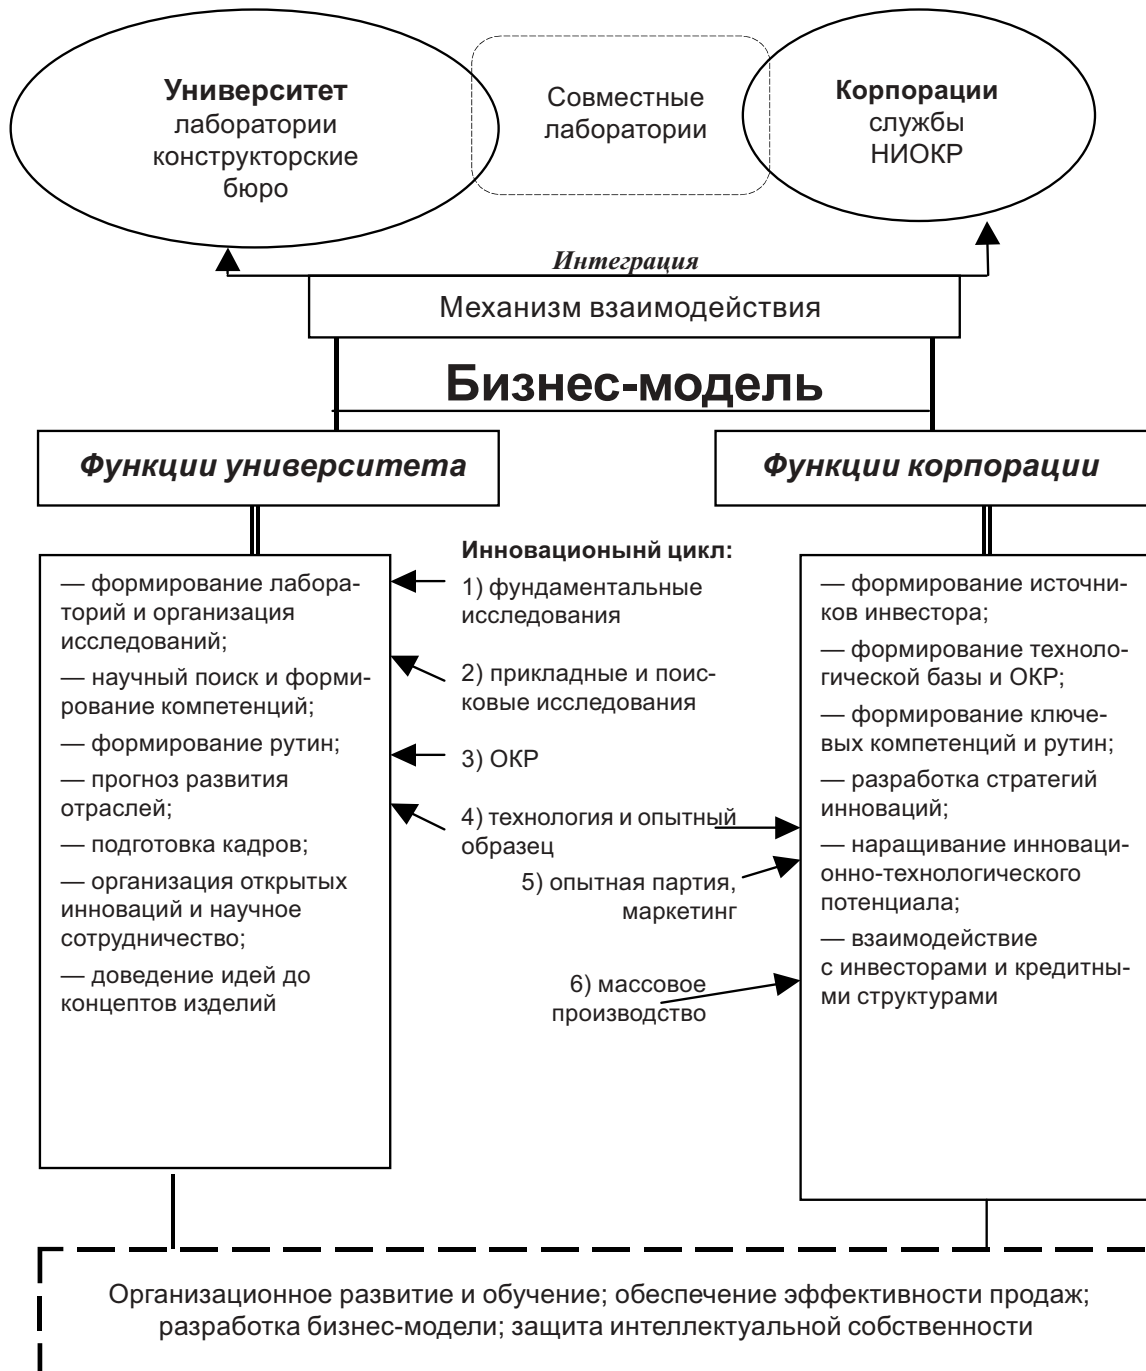 Университет
лаборатории
конструкторские
бюро
Совместные
лаборатории
Корпорации
службы
НИОКР
Интеграция
Механизм взаимодействия
Бизнес-модель
Функции университета
Функции корпорации
— формирование лабо-
раторий и организация
исследований;
— научный поиск и форми-
рование компетенций;
— формирование рутин;
— прогноз развития
отраслей;
— подготовка кадров;
— организация открытых
инноваций и научное
сотрудничество;
— доведение идей до
концептов изделий
Инновационынй цикл:
1) фундаментальные
исследования
2) прикладные и поис-
ковые исследования
3) ОКР
4) технология и опытный
образец
5) опытная партия,
маркетинг
6) массовое
производство
— формирование источни-
ков инвестора;
— формирование техноло-
гической базы и ОКР;
— формирование ключе-
вых компетенций и рутин;
— разработка стратегий
инноваций;
— наращивание инноваци-
онно-технологического
потенциала;
— взаимодействие
с инвесторами и кредитны-
ми структурами
Организационное развитие и обучение; обеспечение эффективности продаж;
разработка бизнес-модели; защита интеллектуальной собственности